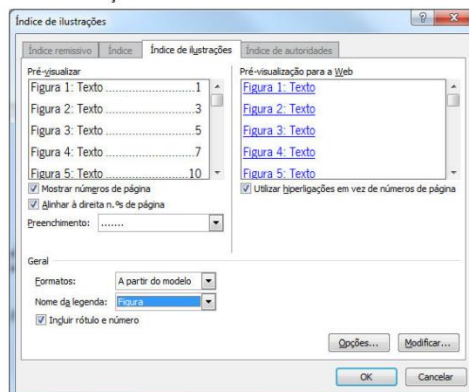 Índice de ilustrações
Índice remissivo Índice Índice de ilustrações Índice de autoridades
Pré-visualizar
Figura 1: Texto ..............................1
Figura 2: Texto ..............................3
Figura 3: Texto ..............................5
Figura 4: Texto ..............................7
Figura 5: Texto ............................10
Mostrar números de página
Alinhar à direita n.ºs de página
Preenchimento: .......
Pré-visualização para a Web
Figura 1: Texto
Figura 2: Texto
Figura 3: Texto
Figura 4: Texto
Figura 5: Texto
Utilizar hiperligações em vez de números de página
Geral
Formatos: A partir do modelo
Nome da legenda: Figura
Incluir rótulo e número
Opções... Modificar...
OK Cancelar